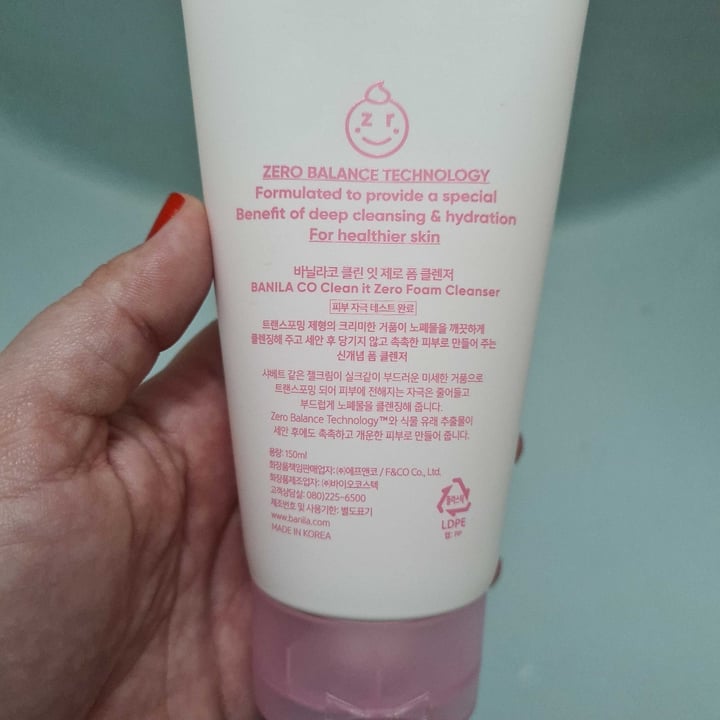 z r
ZERO BALANCE TECHNOLOGY
Formulated to provide a special
Benefit of deep cleansing & hydration
For healthier skin
바닐라코 클린 잇 제로 폼 클렌저
BANILA CO Clean it Zero Foam Cleanser
피부 자극 테스트 완료
트랜스포밍 제형의 크리미한 거품이 노폐물을 깨끗하게
클렌징해 주고 세안 후 당기지 않고 촉촉한 피부로 만들어 주는
신개념 폼 클렌저
샤베트 같은 젤크림이 실크같이 부드러운 미세한 거품으로
트랜스포밍 되어 피부에 전해지는 자극은 줄어들고
부드럽게 노폐물을 클렌징해 줍니다.
Zero Balance Technology™와 식물 유래 추출물이
세안 후에도 촉촉하고 개운한 피부로 만들어 줍니다.
용량: 150ml
화장품책임판매업자: ㈜에프앤코 / F&CO Co., Ltd.
화장품제조업자: ㈜바이오코스텍
고객상담실: 080)225-6500
제조번호 및 사용기한: 별도표기
www.banila.com
MADE IN KOREA
플라스틱
LDPE
캡: PP